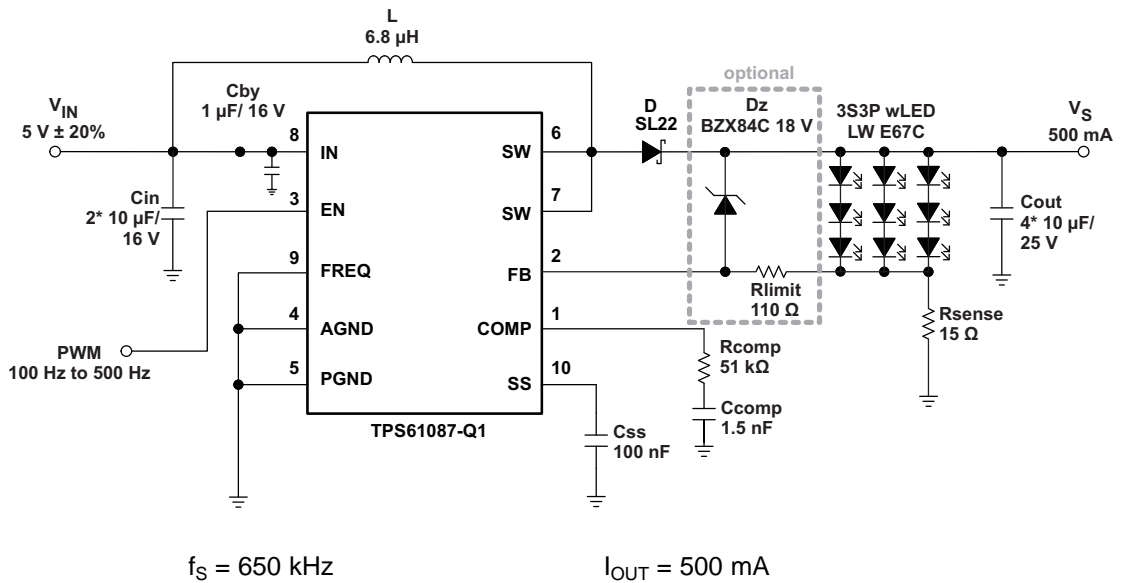 L
6.8 µH
optional
Cby
1 µF/ 16 V
VIN
5 V ± 20%
D
SL22
Dz
BZX84C 18 V
3S3P wLED
LW E67C
VS
500 mA
8
IN
SW
6
Cin
2* 10 µF/
16 V
3
EN
SW
7
Cout
4* 10 µF/
25 V
9
FREQ
FB
2
Rlimit
110 Ω
4
AGND
COMP
1
Rsense
15 Ω
PWM
100 Hz to 500 Hz
Rcomp
51 kΩ
5
PGND
SS
10
Ccomp
1.5 nF
TPS61087-Q1
Css
100 nF
fS = 650 kHz
IOUT = 500 mA